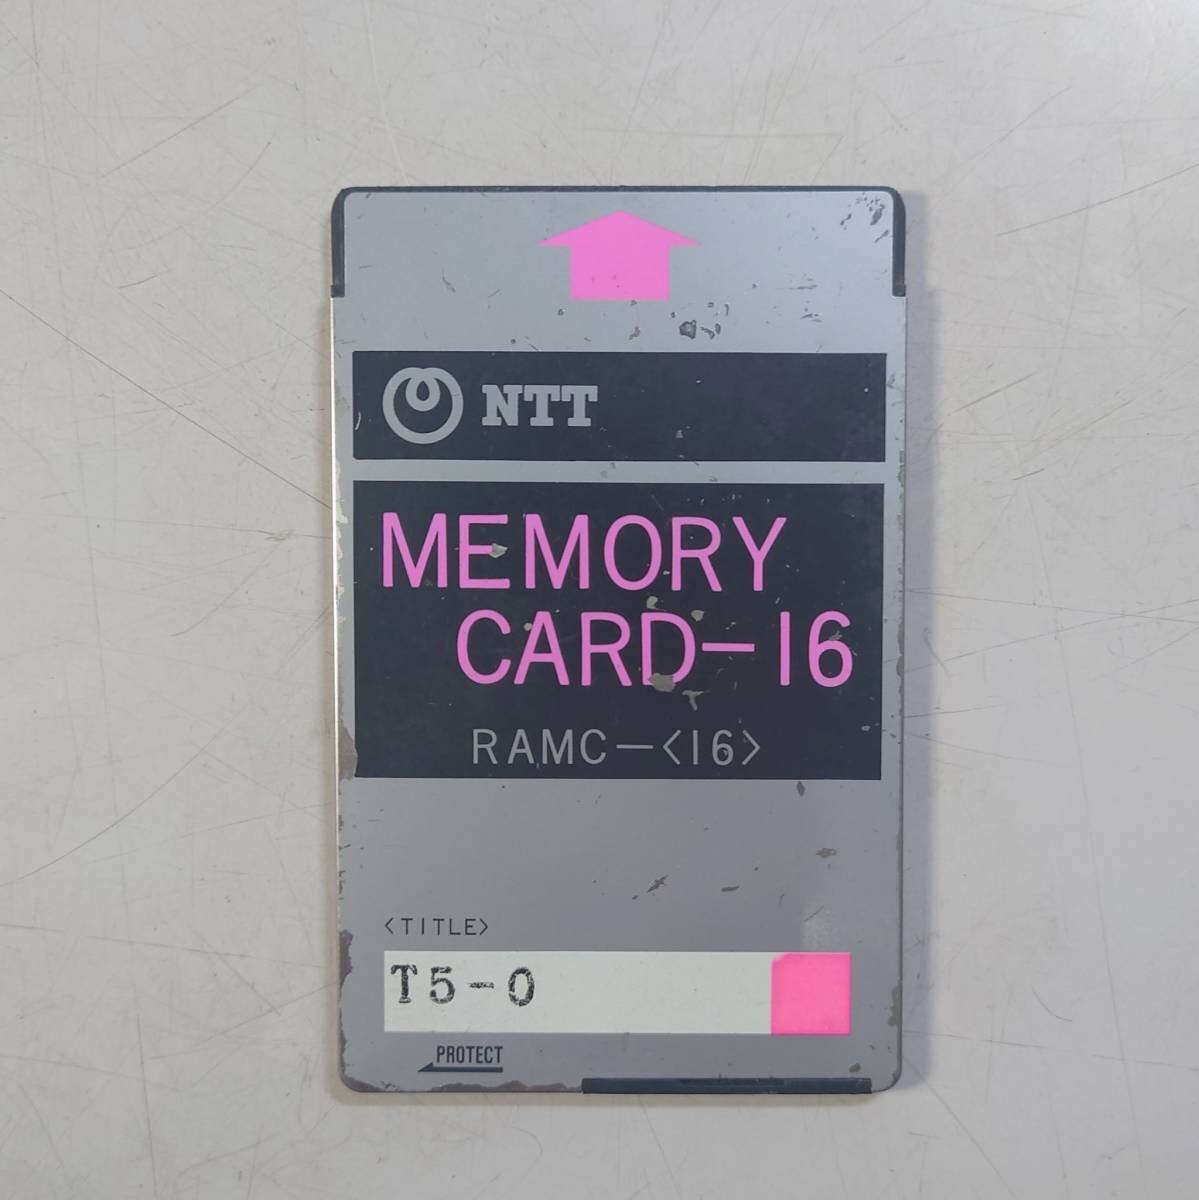 NTT
MEMORY
CARD-16
RAMC-<16>
<TITLE>
T5-0
PROTECT